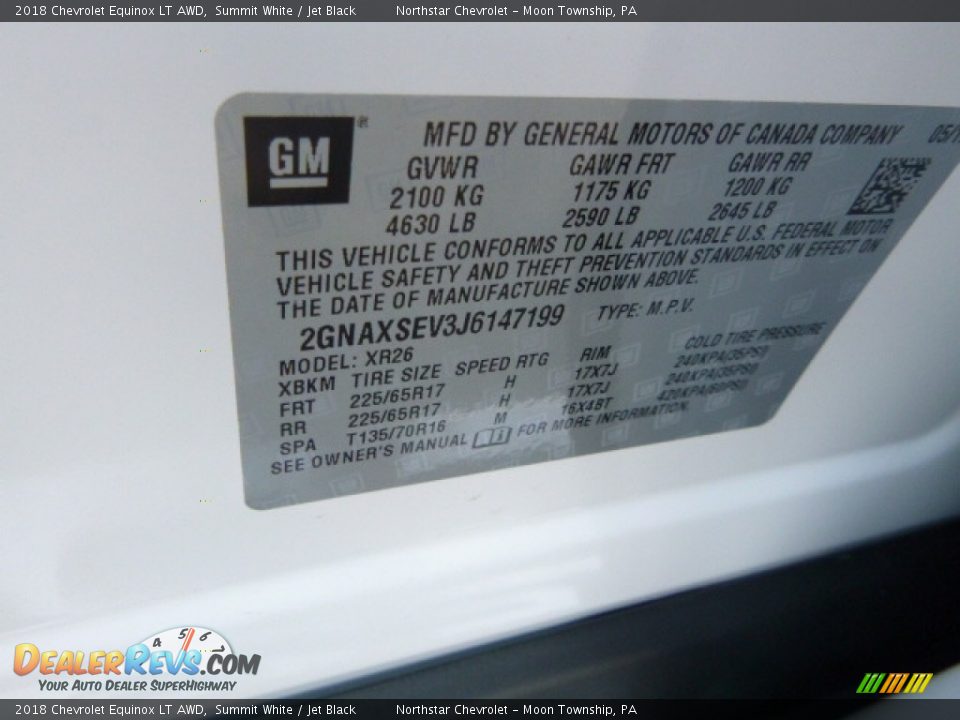 2018 Chevrolet Equinox LT AWD, Summit White / Jet Black Northstar Chevrolet - Moon Township, PA
GM ®
MFD BY GENERAL MOTORS OF CANADA COMPANY 05/
GVWR GAWR FRT GAWR RR
2100 KG 1175 KG 1200 KG
4630 LB 2590 LB 2645 LB
THIS VEHICLE CONFORMS TO ALL APPLICABLE U.S. FEDERAL MOTOR
VEHICLE SAFETY AND THEFT PREVENTION STANDARDS IN EFFECT ON
THE DATE OF MANUFACTURE SHOWN ABOVE.
2GNAXSEV3J6147199 TYPE: M.P.V.
MODEL: XR26
XBKM TIRE SIZE SPEED RTG RIM COLD TIRE PRESSURE
FRT 225/65R17 H 17X7J 240KPA(35PSI)
RR 225/65R17 H 17X7J 240KPA(35PSI)
SPA T135/70R16 M 16X4BT 420KPA(60PSI)
SEE OWNER'S MANUAL FOR MORE INFORMATION.
4 5 6
DEALERREVS.COM
YOUR AUTO DEALER SUPERHIGHWAY
2018 Chevrolet Equinox LT AWD, Summit White / Jet Black Northstar Chevrolet - Moon Township, PA